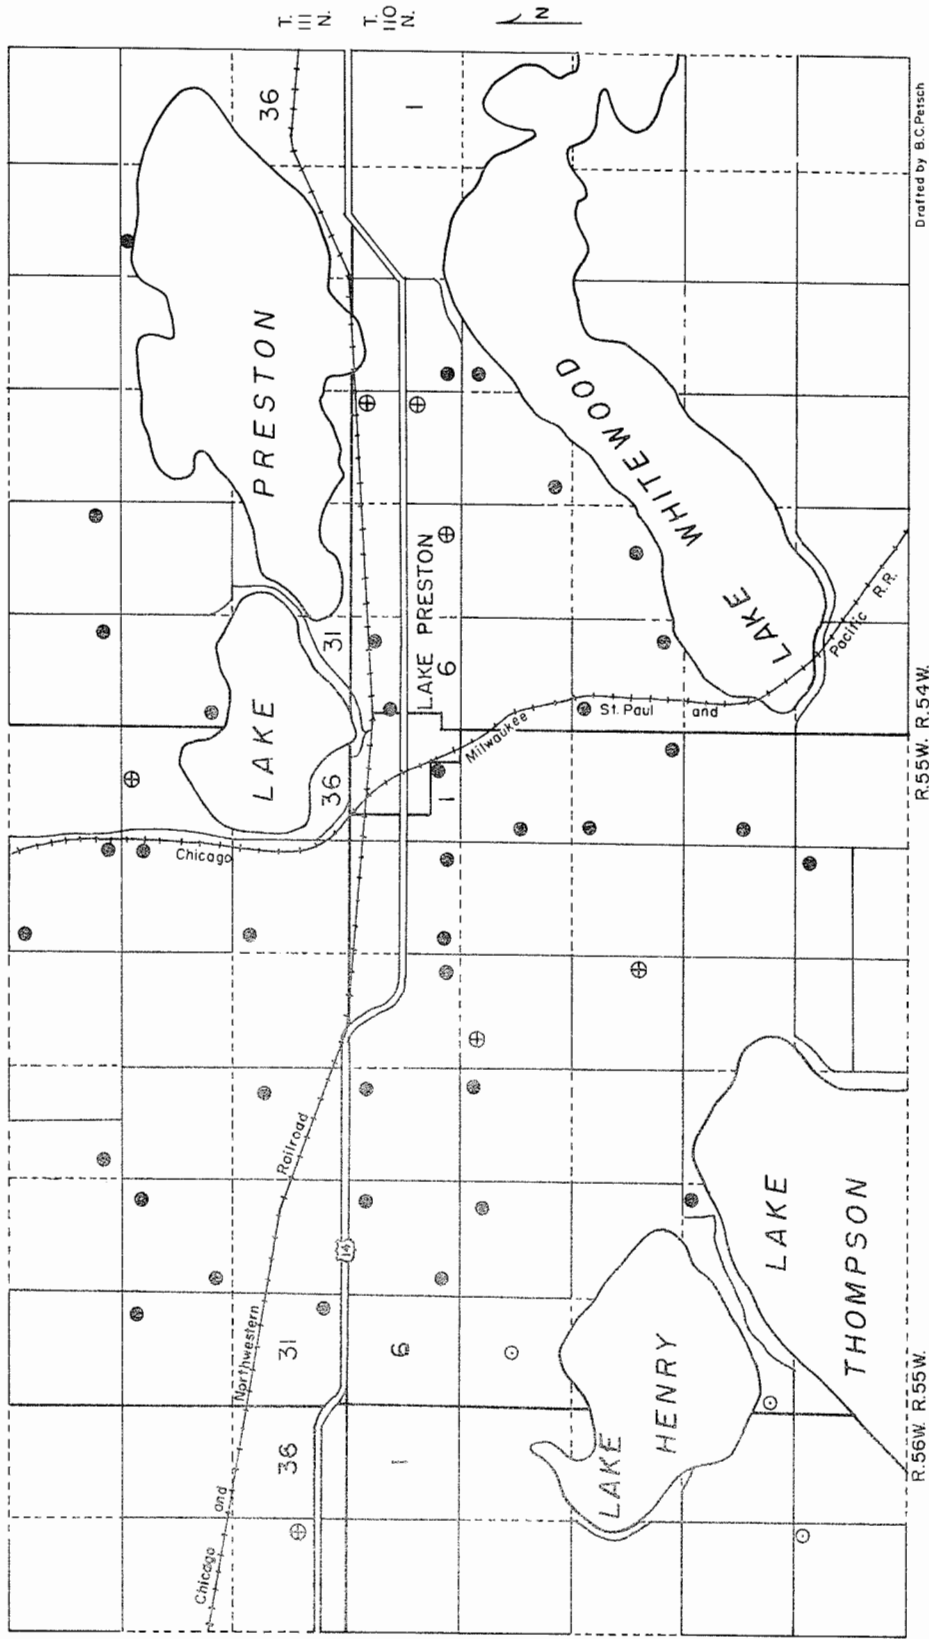 T.
111
N.
T.
110
N.
N
36
1
PRESTON
LAKE
31
36
LAKE PRESTON
6
1
LAKE WHITEWOOD
Chicago
Milwaukee
St. Paul and
Pacific R.R.
Chicago and Northwestern Railroad
14
31
6
36
1
LAKE
HENRY
LAKE
THOMPSON
R.55W. R.54W.
R.56W. R.55W.
Drafted by B.C. Petsch